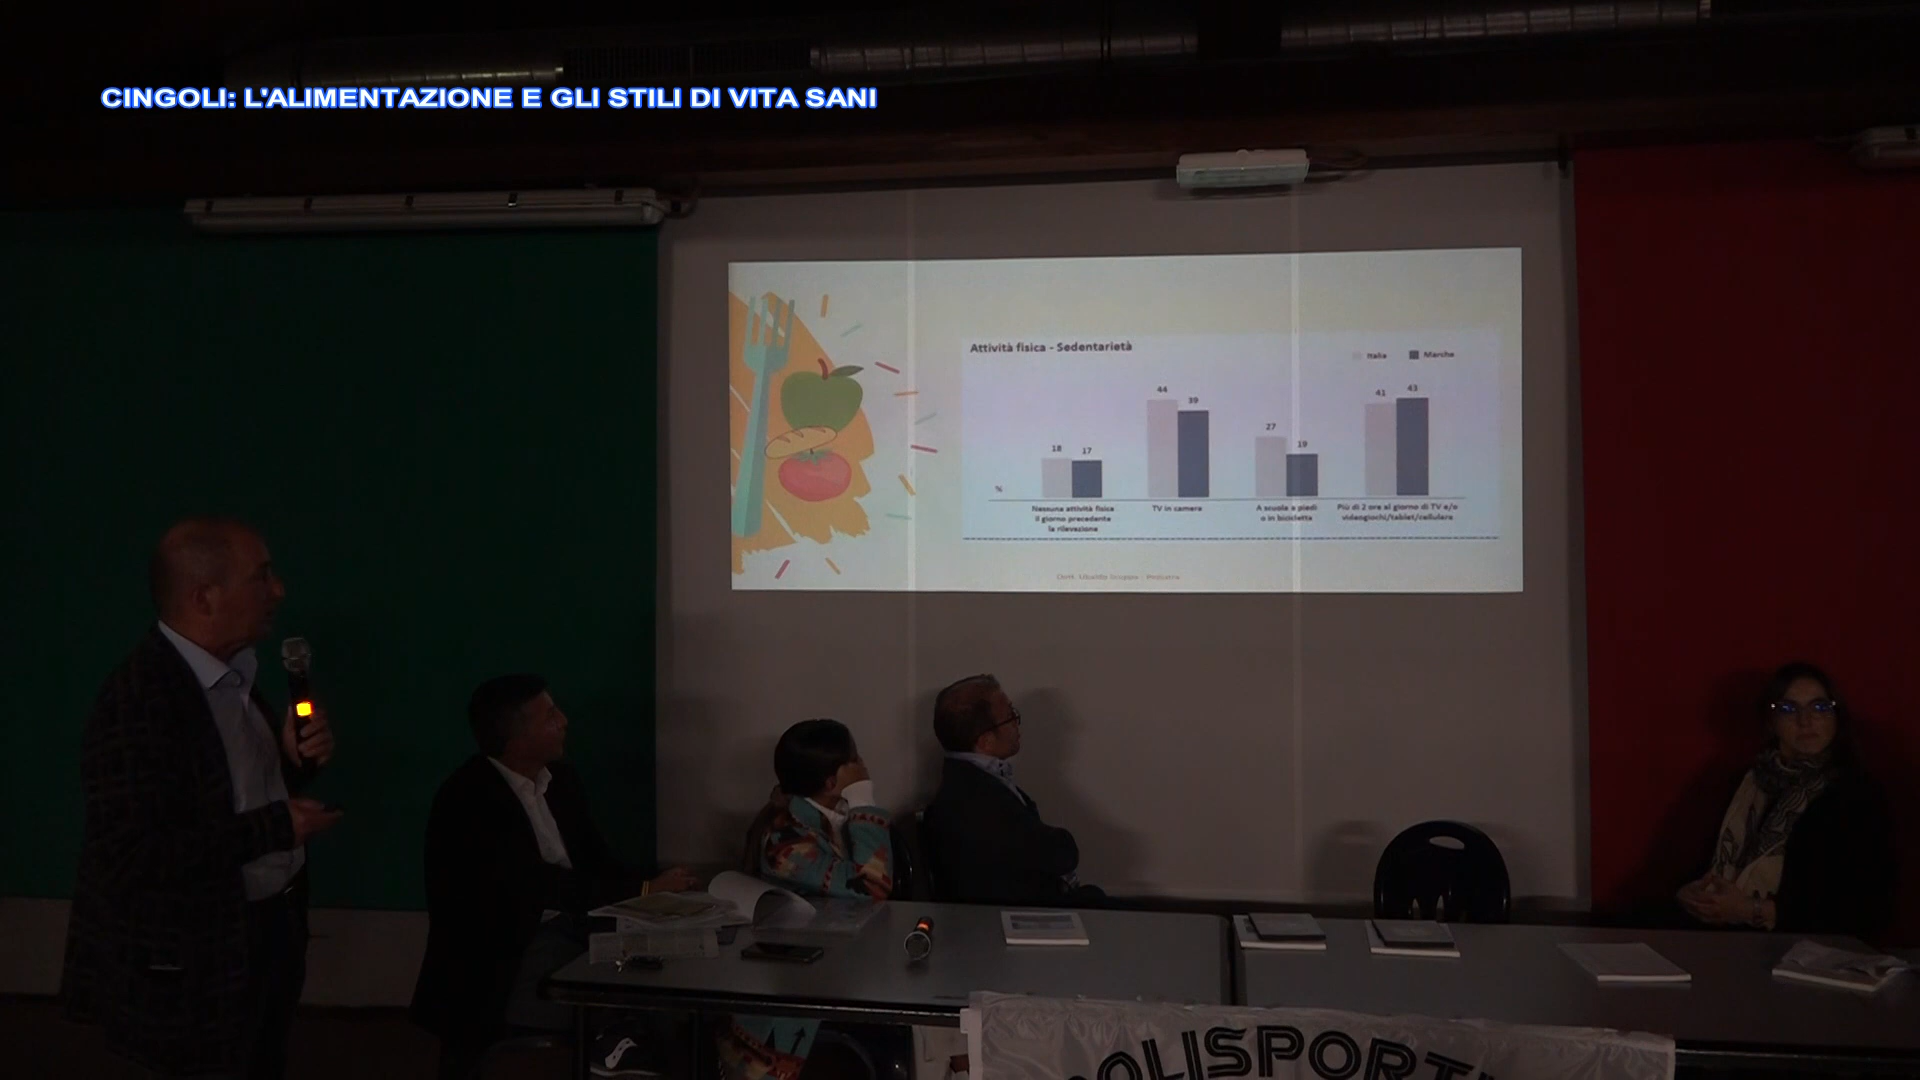 CINGOLI: L'ALIMENTAZIONE E GLI STILI DI VITA SANI
Attività fisica - Sedentarietà
Italia Marche
18 17 44 39 27 19 41 43
%
Nessuna attività fisica
il giorno precedente
la rilevazione
TV in camera
A scuola a piedi
o in bicicletta
Più di 2 ore al giorno di TV e/o
videogiochi/tablet/cellulare
Dott. - Pediatra
OLISPORT